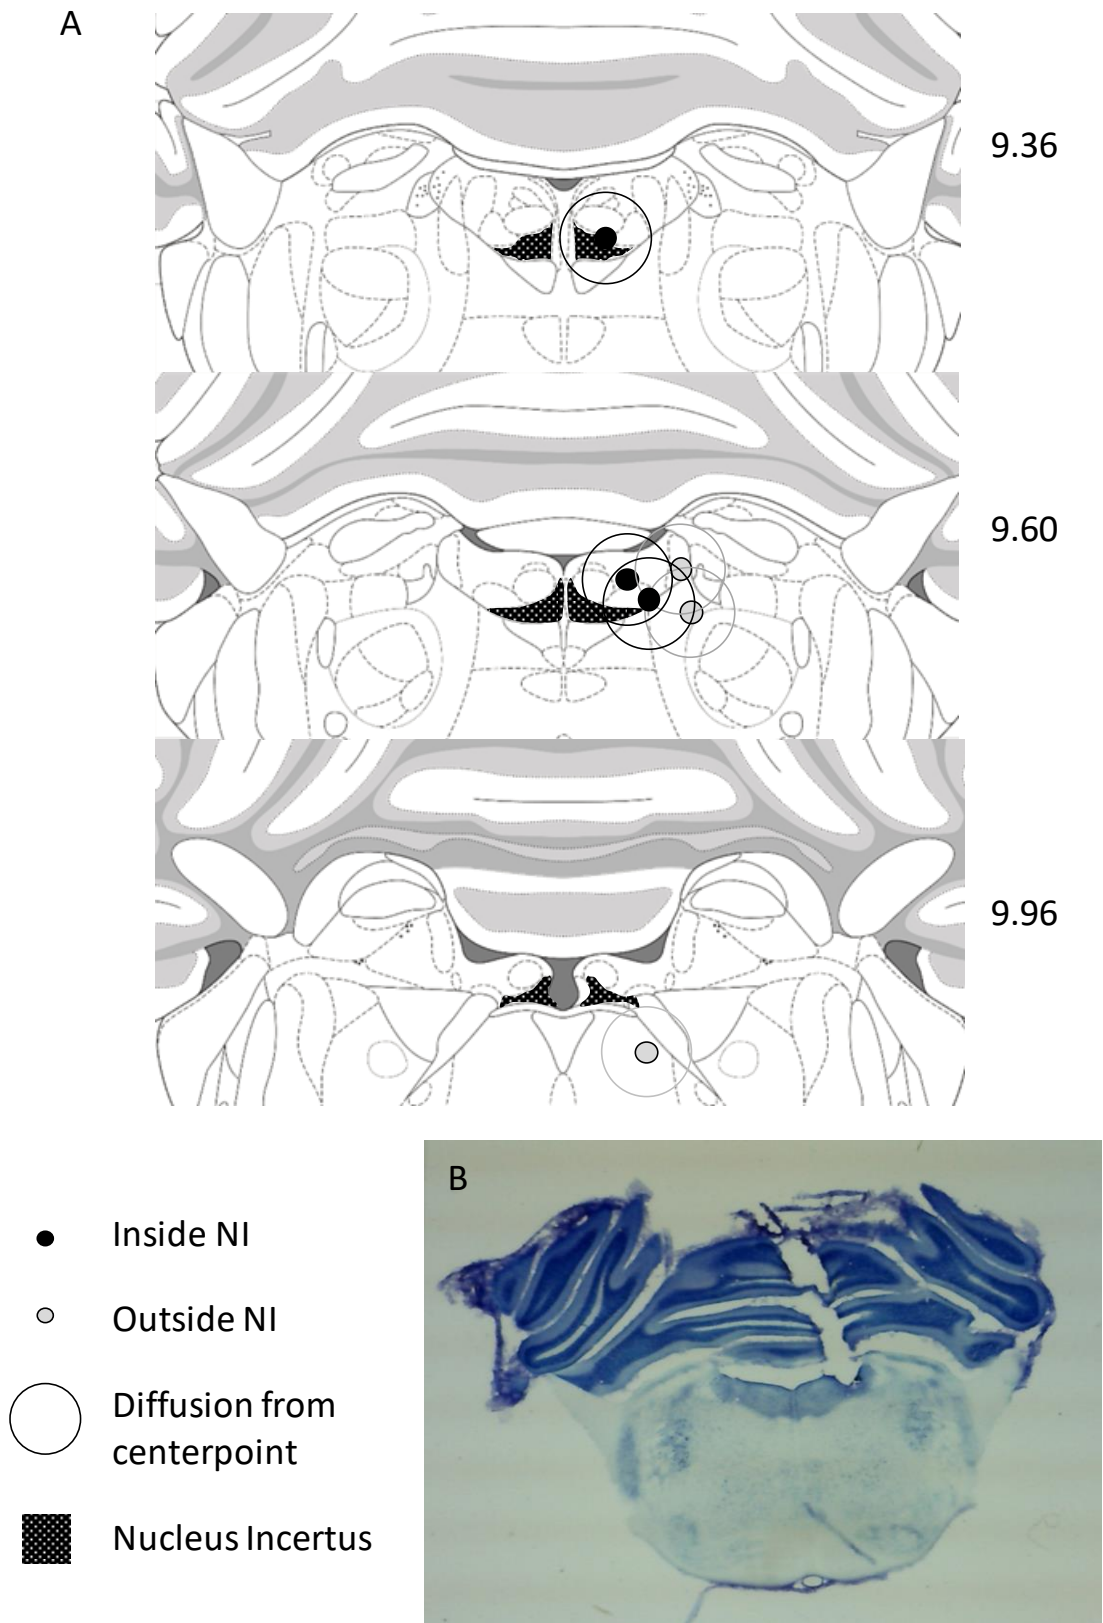 A
9.36
9.60
9.96
B
Inside NI
Outside NI
Diffusion from
centerpoint
Nucleus Incertus